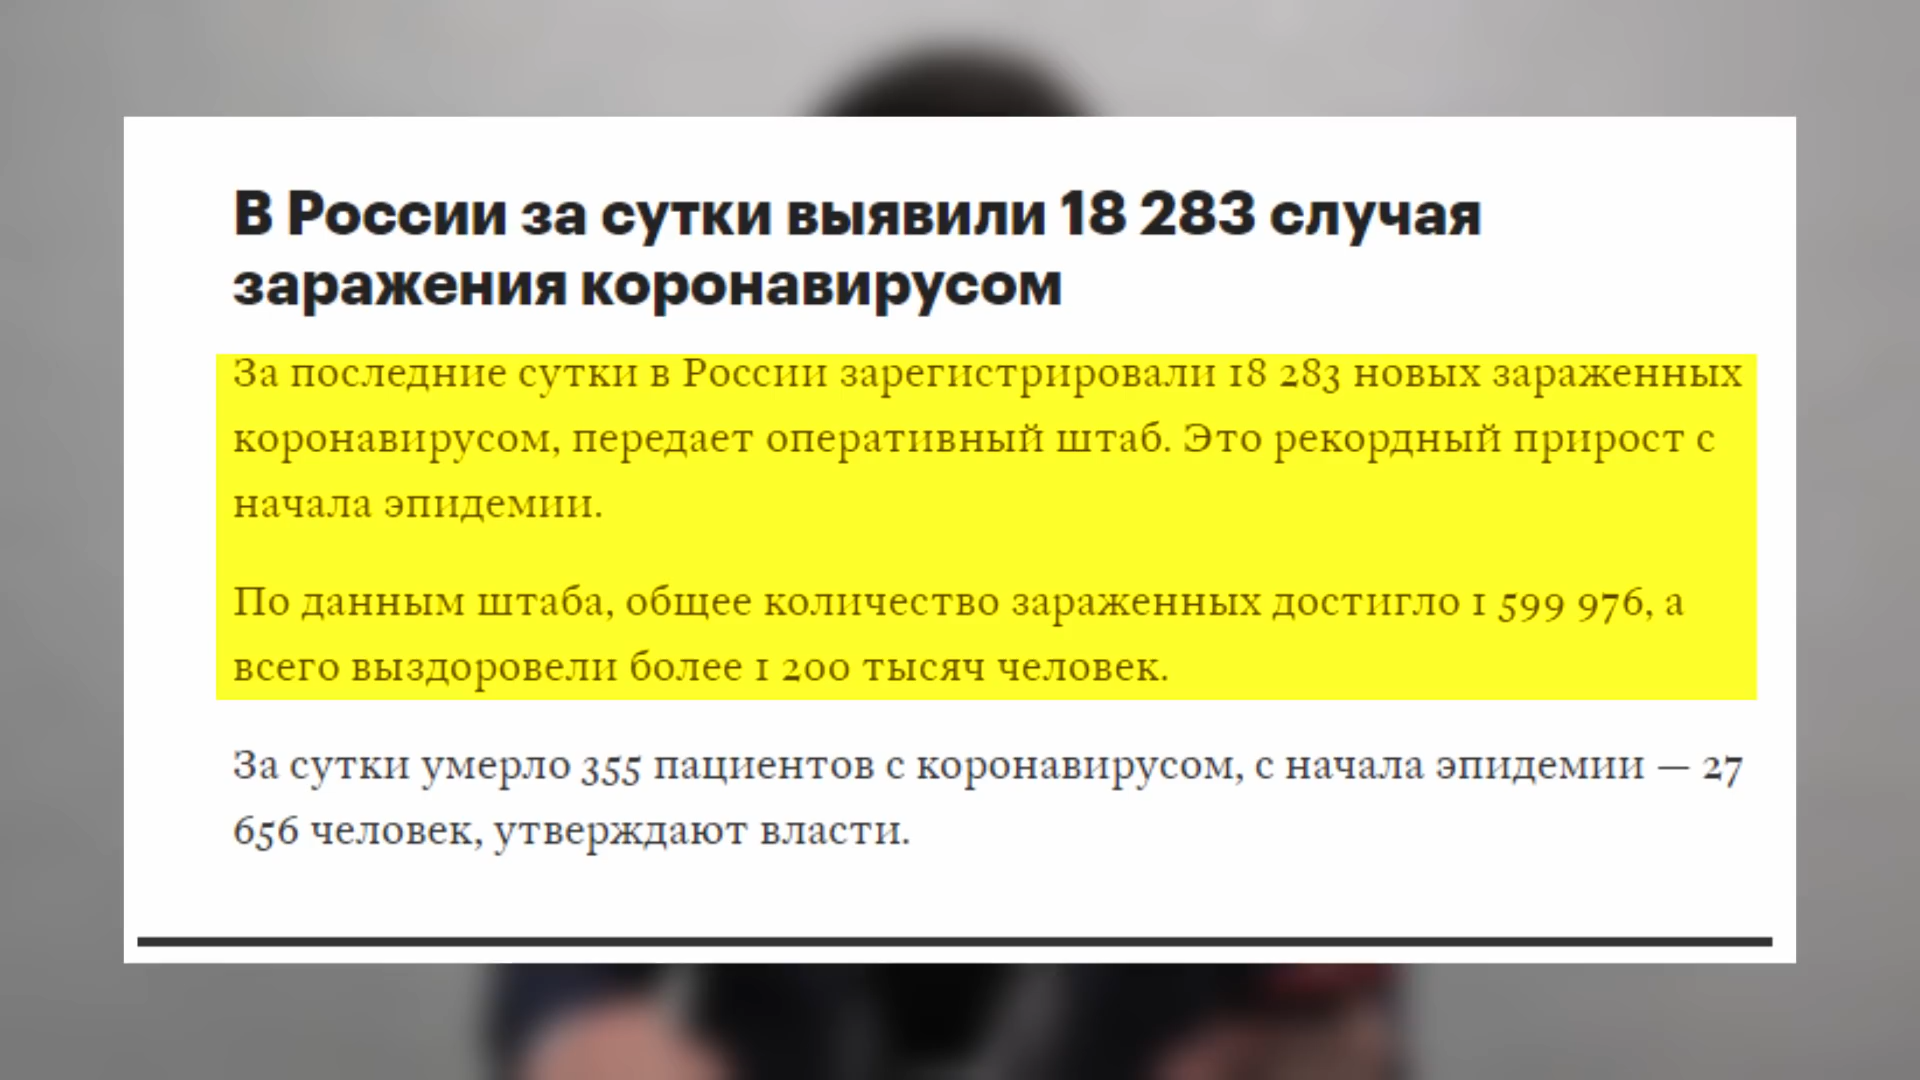 В России за сутки выявили 18 283 случая
заражения коронавирусом
За последние сутки в России зарегистрировали 18 283 новых зараженных
коронавирусом, передает оперативный штаб. Это рекордный прирост с
начала эпидемии.
По данным штаба, общее количество зараженных достигло 1 599 976, а
всего выздоровели более 1 200 тысяч человек.
За сутки умерло 355 пациентов с коронавирусом, с начала эпидемии — 27
656 человек, утверждают власти.